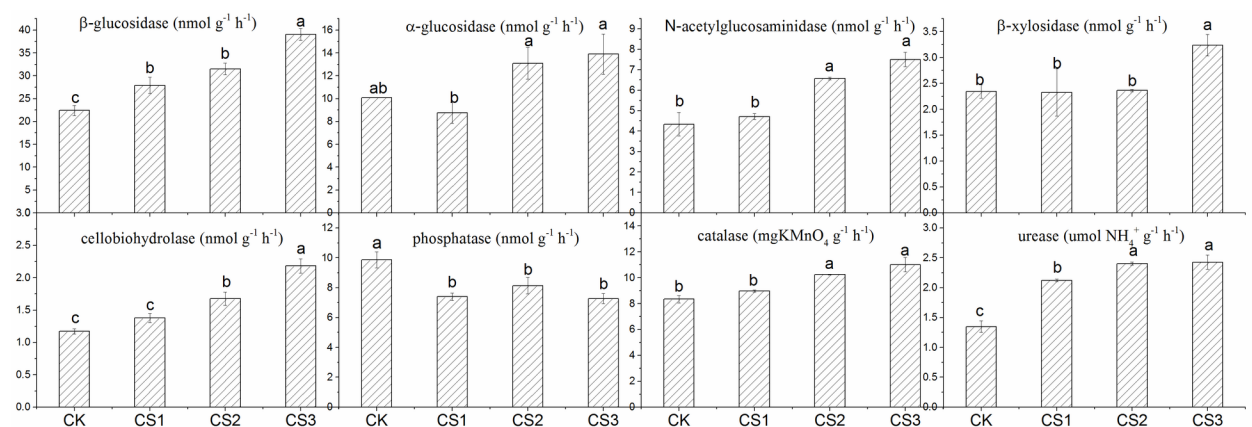 β-glucosidase (nmol g⁻¹ h⁻¹)
40
35
30
25
20
15
10
5
c
b
b
a
α-glucosidase (nmol g⁻¹ h⁻¹)
16
14
12
10
8
6
4
2
0
ab
b
a
a
N-acetylglucosaminidase (nmol g⁻¹ h⁻¹)
9
8
7
6
5
4
3
2
1
0
b
b
a
a
β-xylosidase (nmol g⁻¹ h⁻¹)
3.5
3.0
2.5
2.0
1.5
1.0
0.5
0.0
b
b
b
a
cellobiohydrolase (nmol g⁻¹ h⁻¹)
3.0
2.5
2.0
1.5
1.0
0.5
0.0
c
c
b
a
CK CS1 CS2 CS3
phosphatase (nmol g⁻¹ h⁻¹)
12
10
8
6
4
2
0
a
b
b
b
CK CS1 CS2 CS3
catalase (mgKMnO₄ g⁻¹ h⁻¹)
14
12
10
8
6
4
2
0
b
b
a
a
CK CS1 CS2 CS3
urease (umol NH₄⁺ g⁻¹ h⁻¹)
3.0
2.5
2.0
1.5
1.0
0.5
0.0
c
b
a
a
CK CS1 CS2 CS3